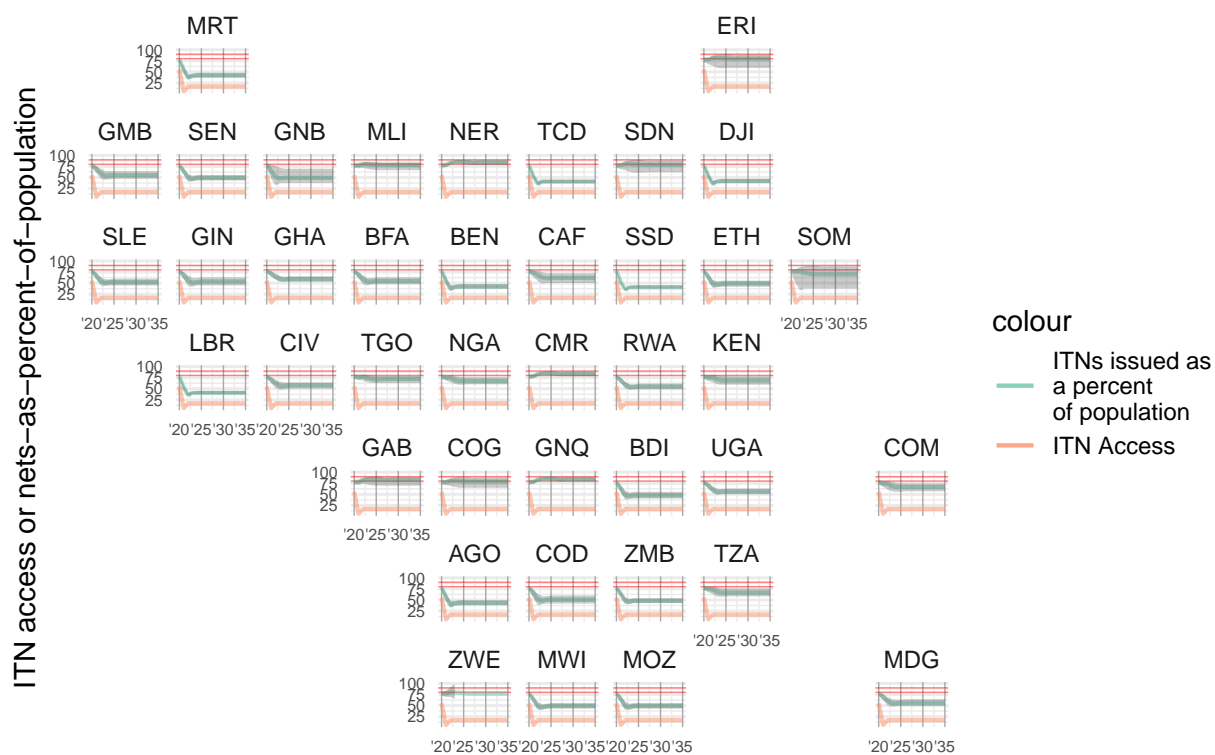 ITN access or nets−as−percent−of−population
MRT ERI
100
75
50
25
GMB SEN GNB MLI NER TCD SDN DJI
100
75
50
25
SLE GIN GHA BFA BEN CAF SSD ETH SOM
100
75
50
25
'20 '25 '30 '35 '20 '25 '30 '35
LBR CIV TGO NGA CMR RWA KEN
100
75
50
25
'20 '25 '30 '35 '20 '25 '30 '35
GAB COG GNQ BDI UGA COM
100
75
50
25
'20 '25 '30 '35
AGO COD ZMB TZA
100
75
50
25
'20 '25 '30 '35
ZWE MWI MOZ MDG
100
75
50
25
'20 '25 '30 '35 '20 '25 '30 '35 '20 '25 '30 '35 '20 '25 '30 '35
colour
ITNs issued as
a percent
of population
ITN Access